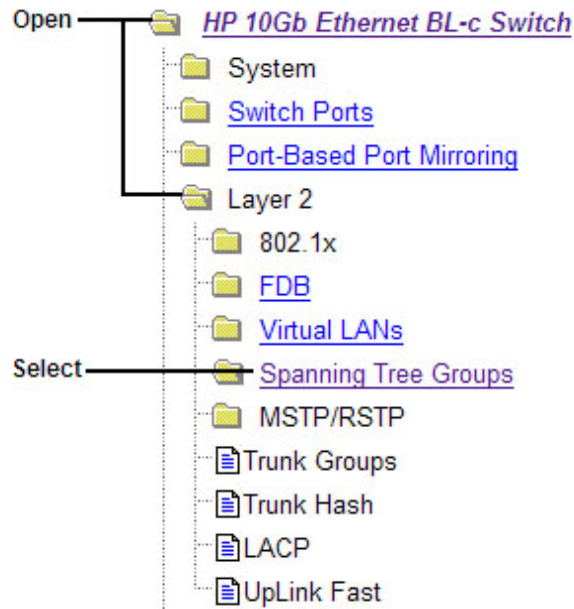 Open HP 10Gb Ethernet BL-c Switch
System
Switch Ports
Port-Based Port Mirroring
Layer 2
802.1x
FDB
Virtual LANs
Select Spanning Tree Groups
MSTP/RSTP
Trunk Groups
Trunk Hash
LACP
UpLink Fast